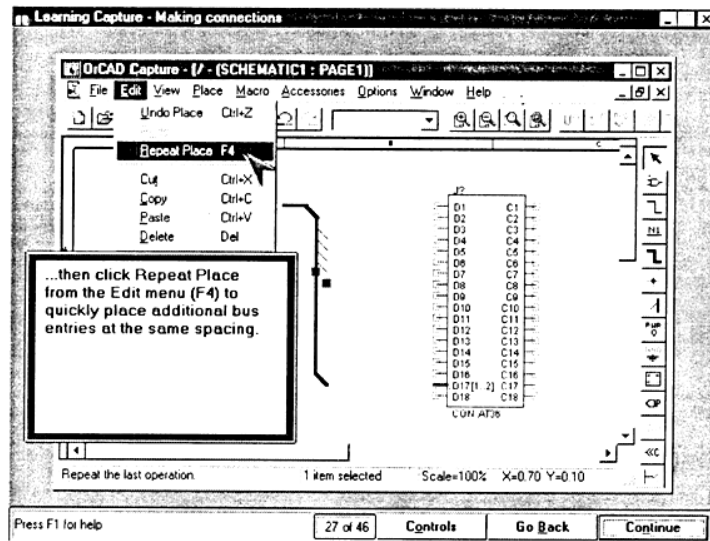 Learning Capture - Making connections
OrCAD Capture - [/ - (SCHEMATIC1 : PAGE1)]
File Edit View Place Macro Accessories Options Window Help
Undo Place Ctrl+Z
Repeat Place F4
Cut Ctrl+X
Copy Ctrl+C
Paste Ctrl+V
Delete Del
...then click Repeat Place
from the Edit menu (F4) to
quickly place additional bus
entries at the same spacing.
J?
D1 C1
D2 C2
D3 C3
D4 C4
D5 C5
D6 C6
D7 C7
D8 C8
D9 C9
D10 C10
D11 C11
D12 C12
D13 C13
D14 C14
D15 C15
D16 C16
D17[1..2] C17
D18 C18
CON AT36
N1
PWR
Repeat the last operation. 1 item selected Scale=100% X=0.70 Y=0.10
Press F1 for help 27 of 46 Controls Go Back Continue